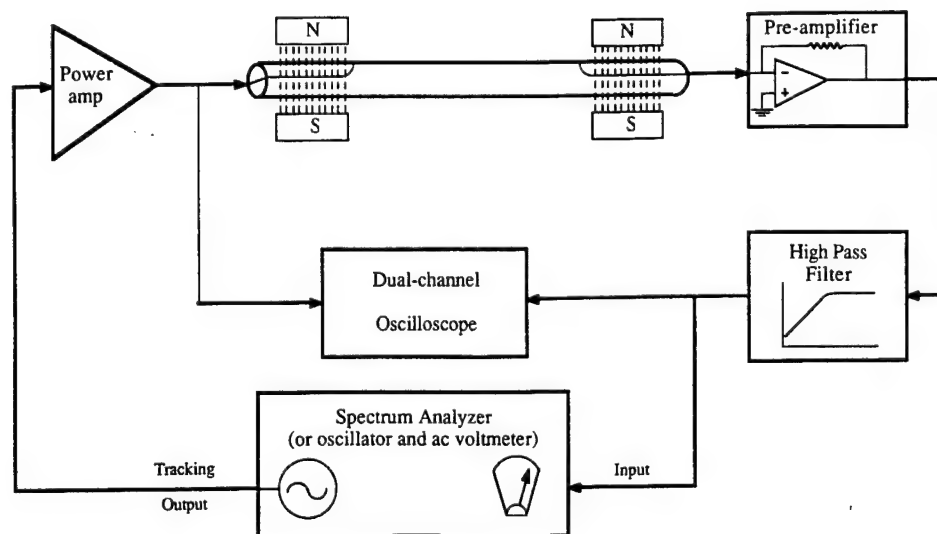 N
N
Pre-amplifier
Power
amp
-
+
S
S
High Pass
Filter
Dual-channel
Oscilloscope
Spectrum Analyzer
(or oscillator and ac voltmeter)
Tracking
Output
Input